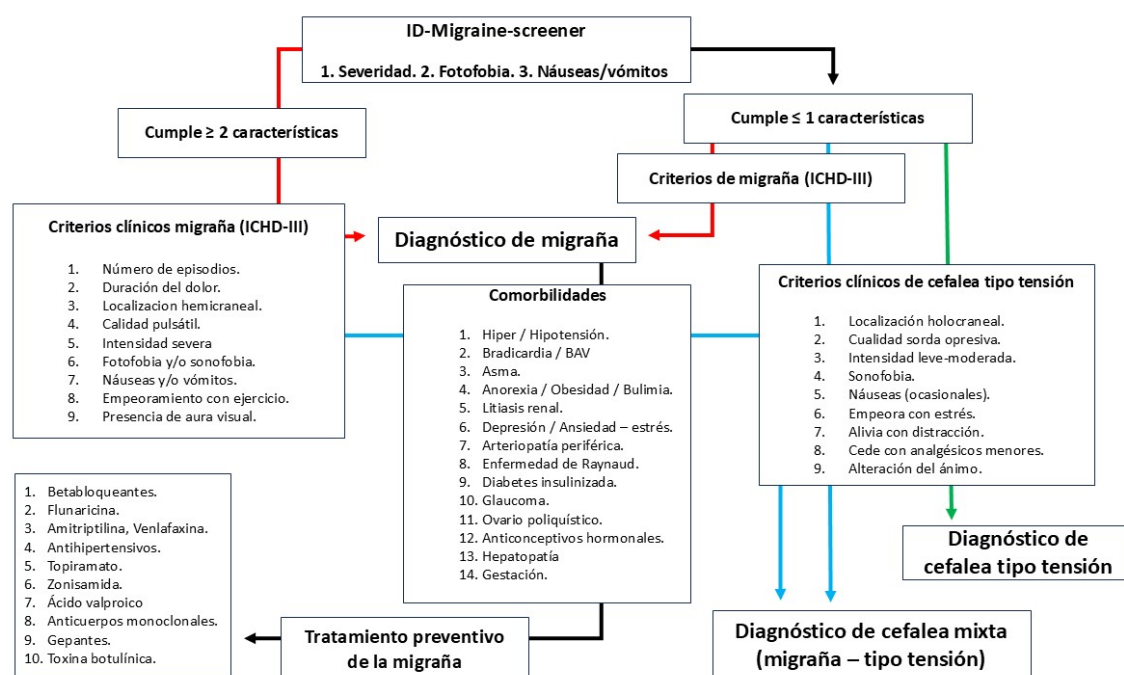 ID-Migraine-screener
1. Severidad. 2. Fotofobia. 3. Náuseas/vómitos
Cumple ≥ 2 características
Cumple ≤ 1 características
Criterios de migraña (ICHD-III)
Criterios clínicos migraña (ICHD-III)
1. Número de episodios.
2. Duración del dolor.
3. Localizacion hemicraneal.
4. Calidad pulsátil.
5. Intensidad severa
6. Fotofobia y/o sonofobia.
7. Náuseas y/o vómitos.
8. Empeoramiento con ejercicio.
9. Presencia de aura visual.
Diagnóstico de migraña
Comorbilidades
1. Hiper / Hipotensión.
2. Bradicardia / BAV
3. Asma.
4. Anorexia / Obesidad / Bulimia.
5. Litiasis renal.
6. Depresión / Ansiedad – estrés.
7. Arteriopatía periférica.
8. Enfermedad de Raynaud.
9. Diabetes insulinizada.
10. Glaucoma.
11. Ovario poliquístico.
12. Anticonceptivos hormonales.
13. Hepatopatía
14. Gestación.
Criterios clínicos de cefalea tipo tensión
1. Localización holocraneal.
2. Cualidad sorda opresiva.
3. Intensidad leve-moderada.
4. Sonofobia.
5. Náuseas (ocasionales).
6. Empeora con estrés.
7. Alivia con distracción.
8. Cede con analgésicos menores.
9. Alteración del ánimo.
1. Betabloqueantes.
2. Flunaricina.
3. Amitriptilina, Venlafaxina.
4. Antihipertensivos.
5. Topiramato.
6. Zonisamida.
7. Ácido valproico
8. Anticuerpos monoclonales.
9. Gepantes.
10. Toxina botulínica.
Tratamiento preventivo
de la migraña
Diagnóstico de
cefalea tipo tensión
Diagnóstico de cefalea mixta
(migraña – tipo tensión)